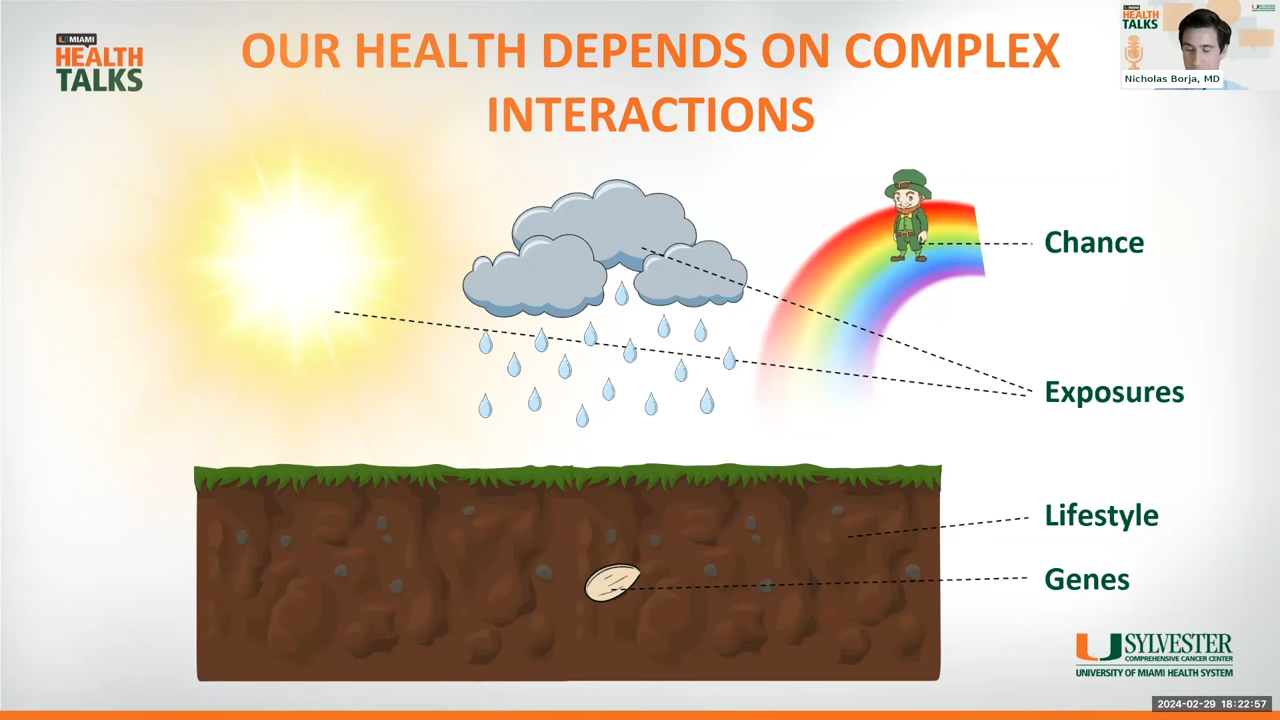 U MIAMI
HEALTH
TALKS
OUR HEALTH DEPENDS ON COMPLEX
INTERACTIONS
HEALTH
TALKS
SYLVESTER
Nicholas Borja, MD
Chance
Exposures
Lifestyle
Genes
SYLVESTER
COMPREHENSIVE CANCER CENTER
UNIVERSITY OF MIAMI HEALTH SYSTEM
2024-02-29 18:22:57